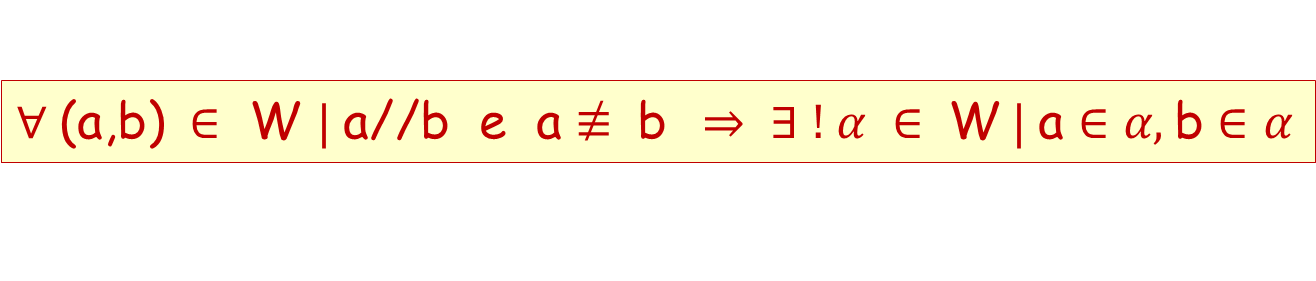 ∀ (a,b) ∈ W | a//b e a ≢ b ⇒ ∃ ! α ∈ W | a ∈ α, b ∈ α